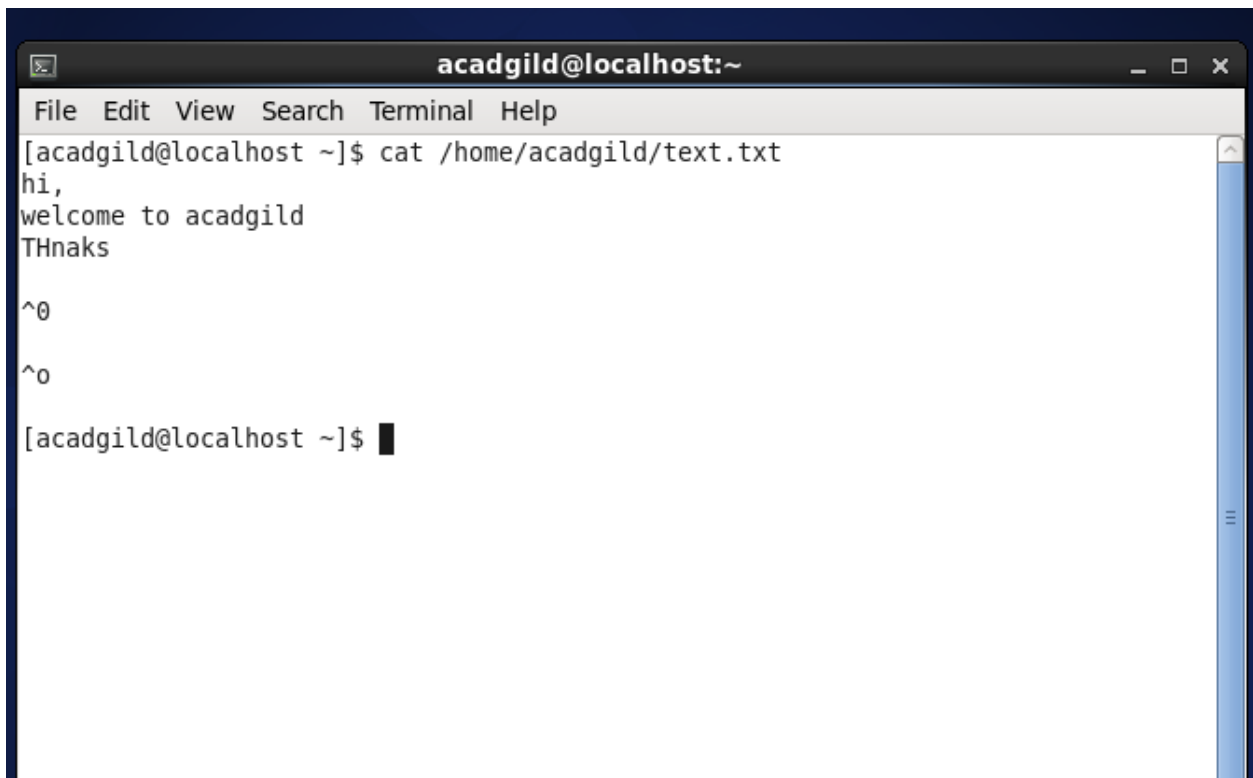 acadgild@localhost:~
File Edit View Search Terminal Help
[acadgild@localhost ~]$ cat /home/acadgild/text.txt
hi,
welcome to acadgild
THnaks
^0
^o
[acadgild@localhost ~]$